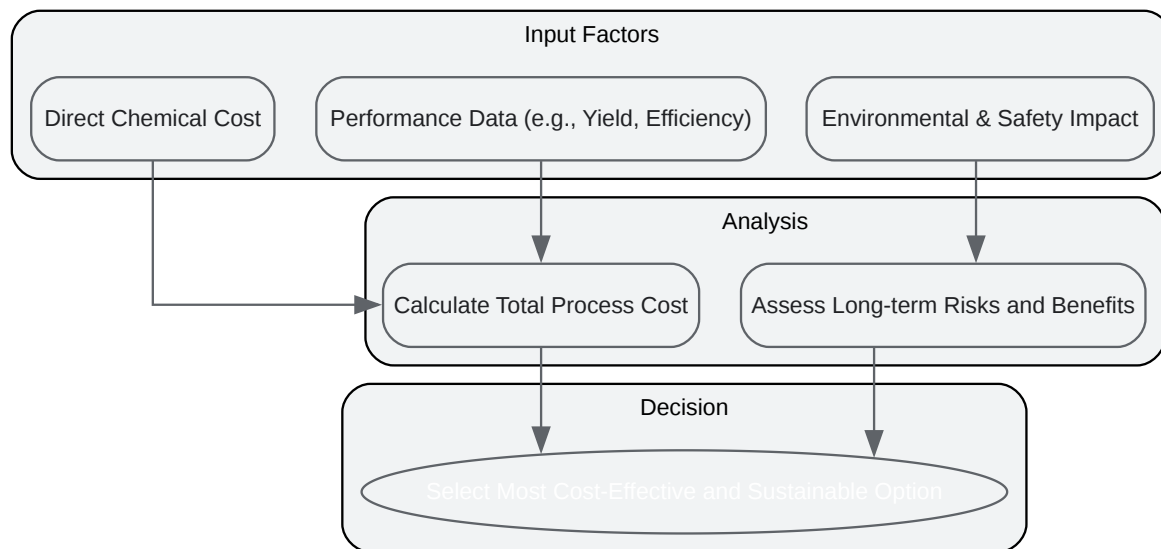 Input Factors
Direct Chemical Cost
Performance Data (e.g., Yield, Efficiency)
Environmental & Safety Impact
Analysis
Calculate Total Process Cost
Assess Long-term Risks and Benefits
Decision
Select Most Cost-Effective and Sustainable Option